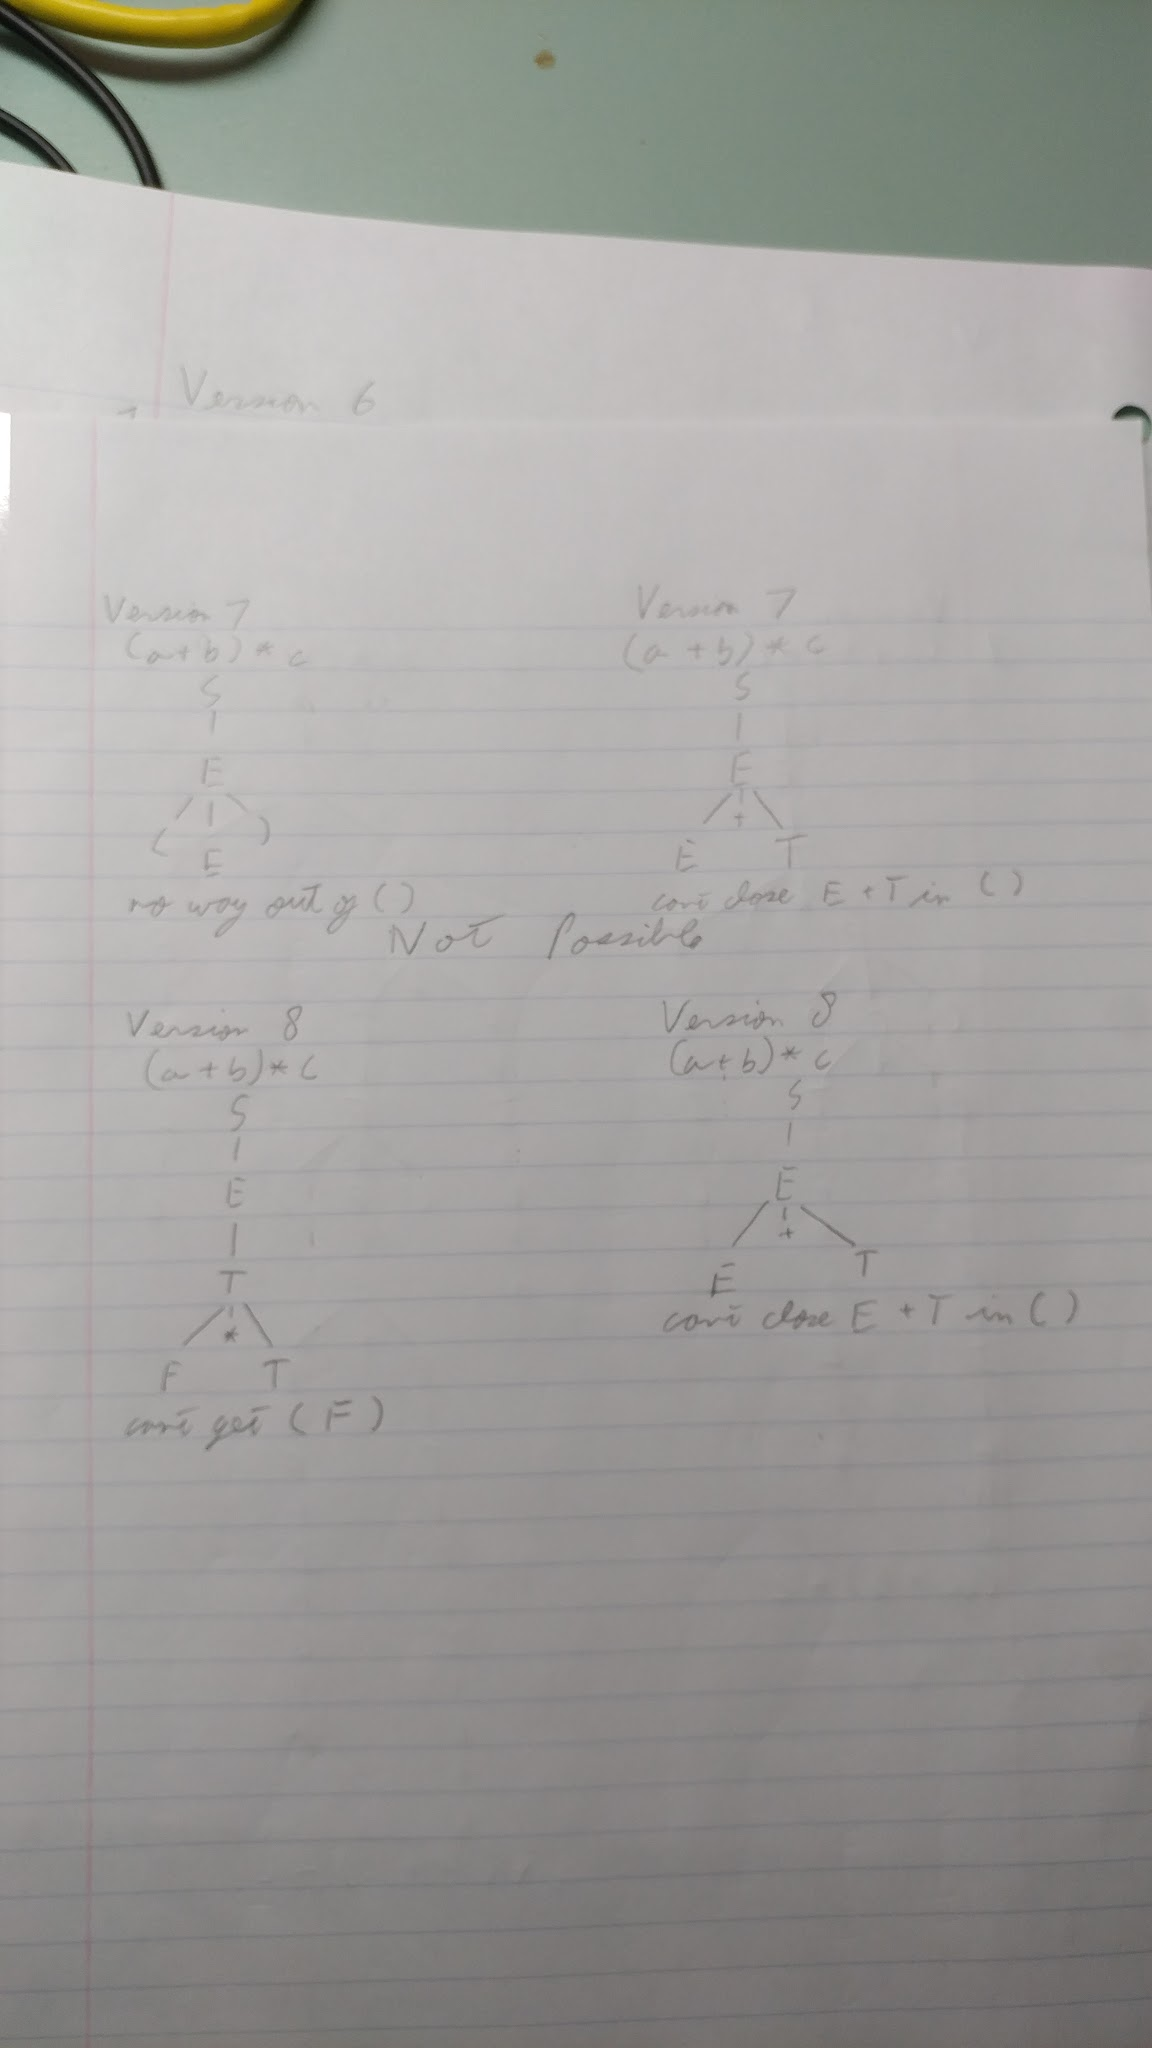 Version 6
Version 7
(a+b)*c
S
E
( E )
no way out of ()
Version 7
(a+b)*c
S
E
+
E T
can't close E+T in ()
Not Possible
Version 8
(a+b)*c
S
E
T
*
F T
can't get (F)
Version 8
(a+b)*c
S
E
+
E T
can't close E+T in ()